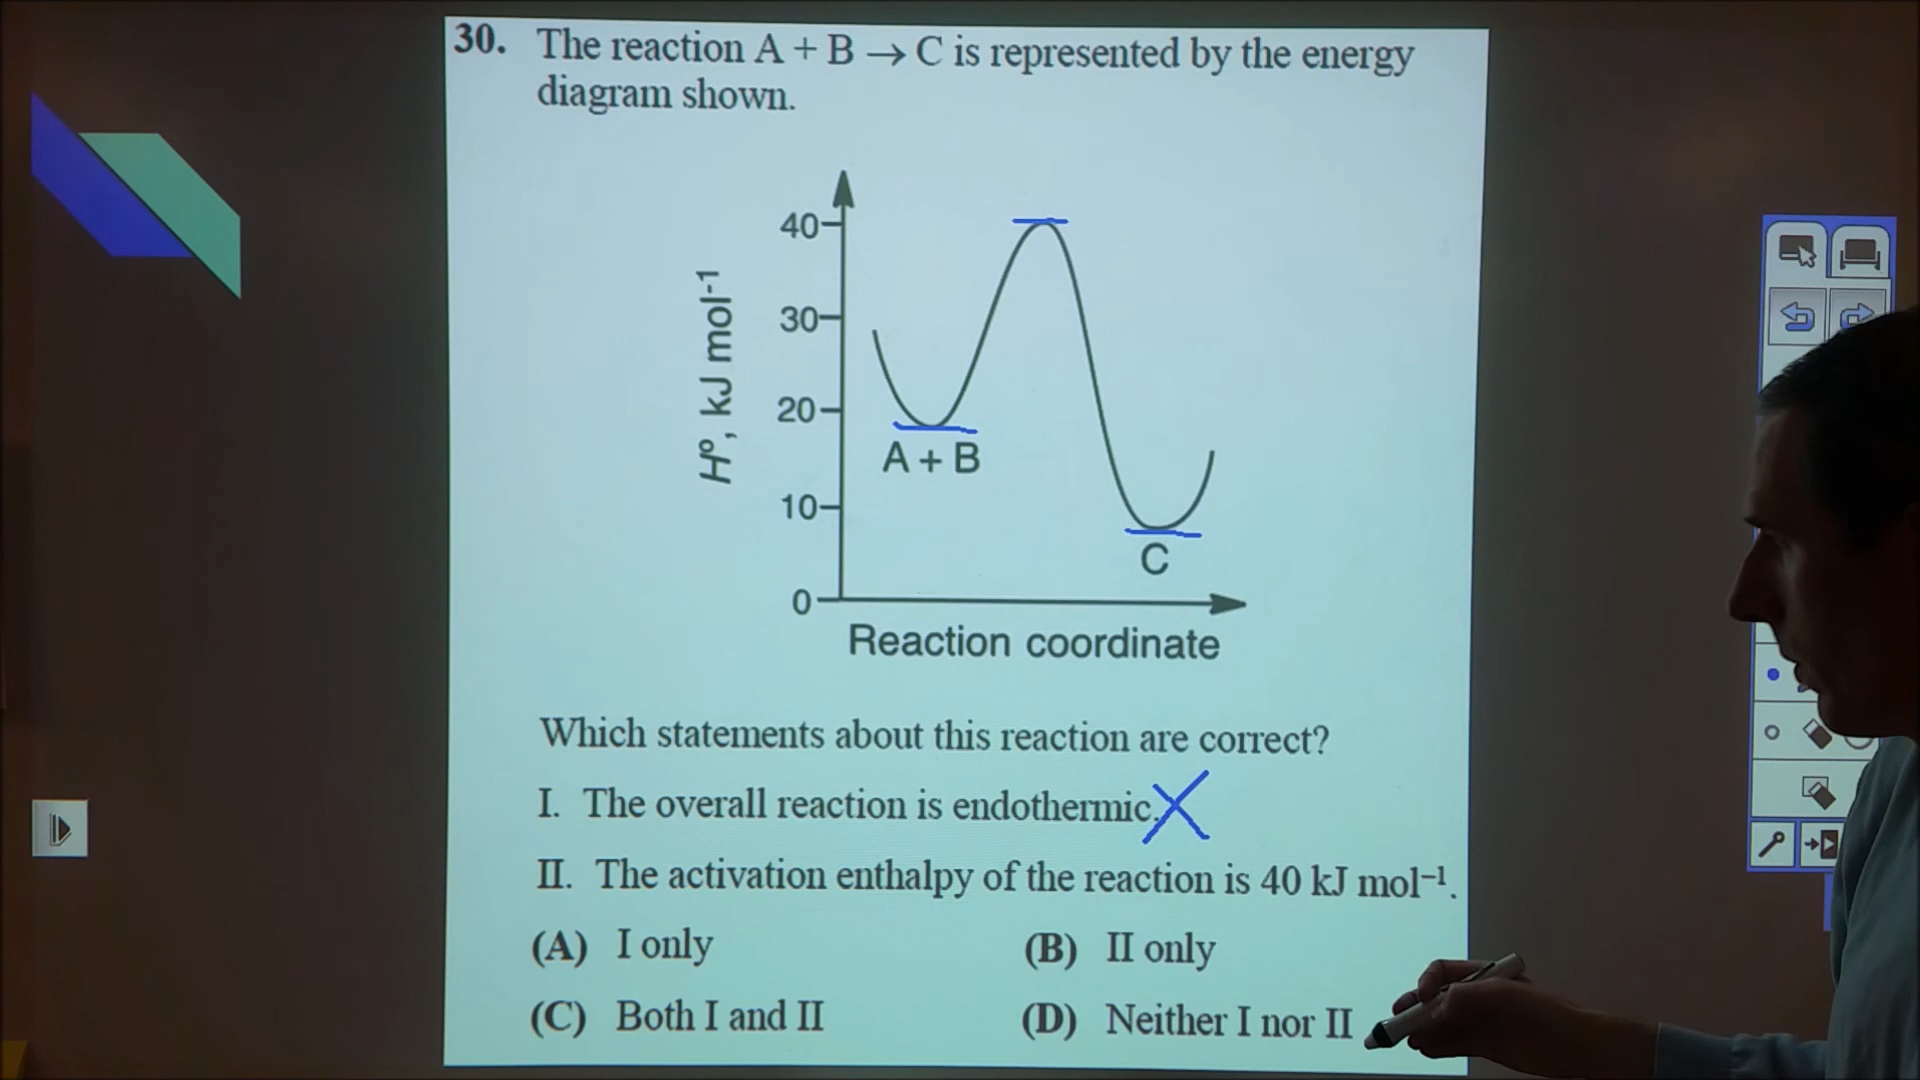 30. The reaction A + B → C is represented by the energy
diagram shown.
40
30
20
10
0
H°, kJ mol⁻¹
A + B
C
Reaction coordinate
Which statements about this reaction are correct?
I. The overall reaction is endothermic.
II. The activation enthalpy of the reaction is 40 kJ mol⁻¹.
(A) I only
(B) II only
(C) Both I and II
(D) Neither I nor II